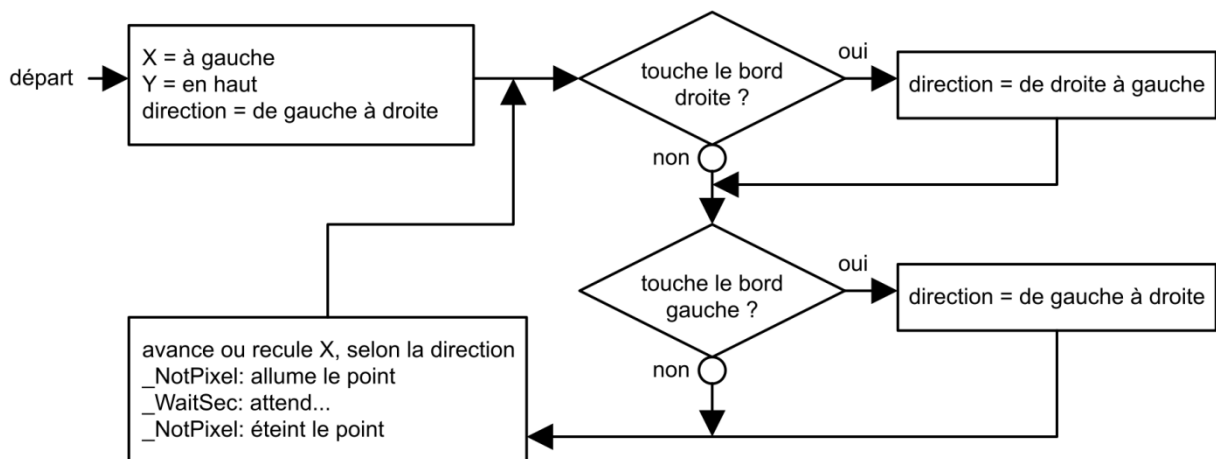 départ
X = à gauche
Y = en haut
direction = de gauche à droite
touche le bord
droite ?
oui
direction = de droite à gauche
non
touche le bord
gauche ?
oui
direction = de gauche à droite
non
avance ou recule X, selon la direction
_NotPixel: allume le point
_WaitSec: attend...
_NotPixel: éteint le point